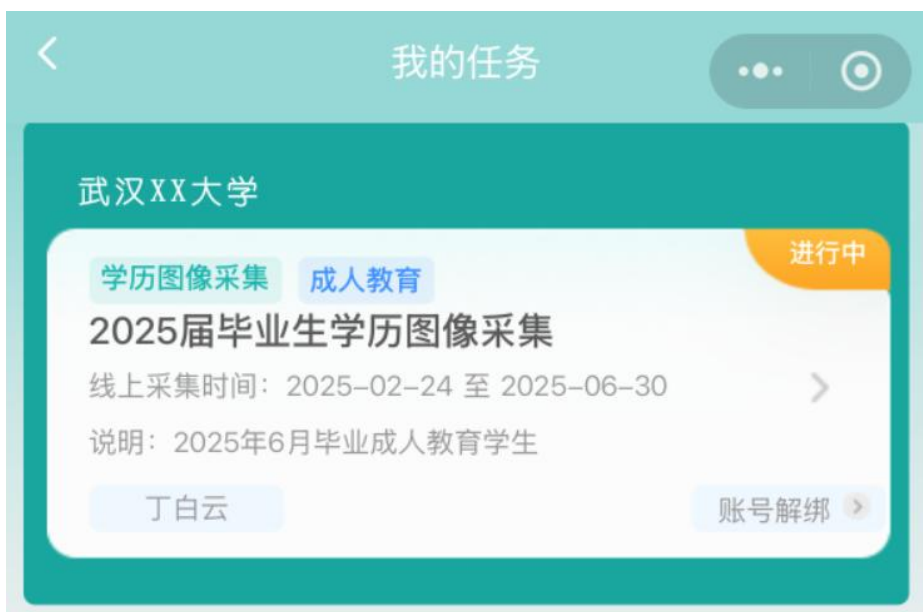 我的任务
武汉XX大学
进行中
学历图像采集 成人教育
2025届毕业生学历图像采集
线上采集时间：2025-02-24 至 2025-06-30
说明：2025年6月毕业成人教育学生
丁白云 账号解绑